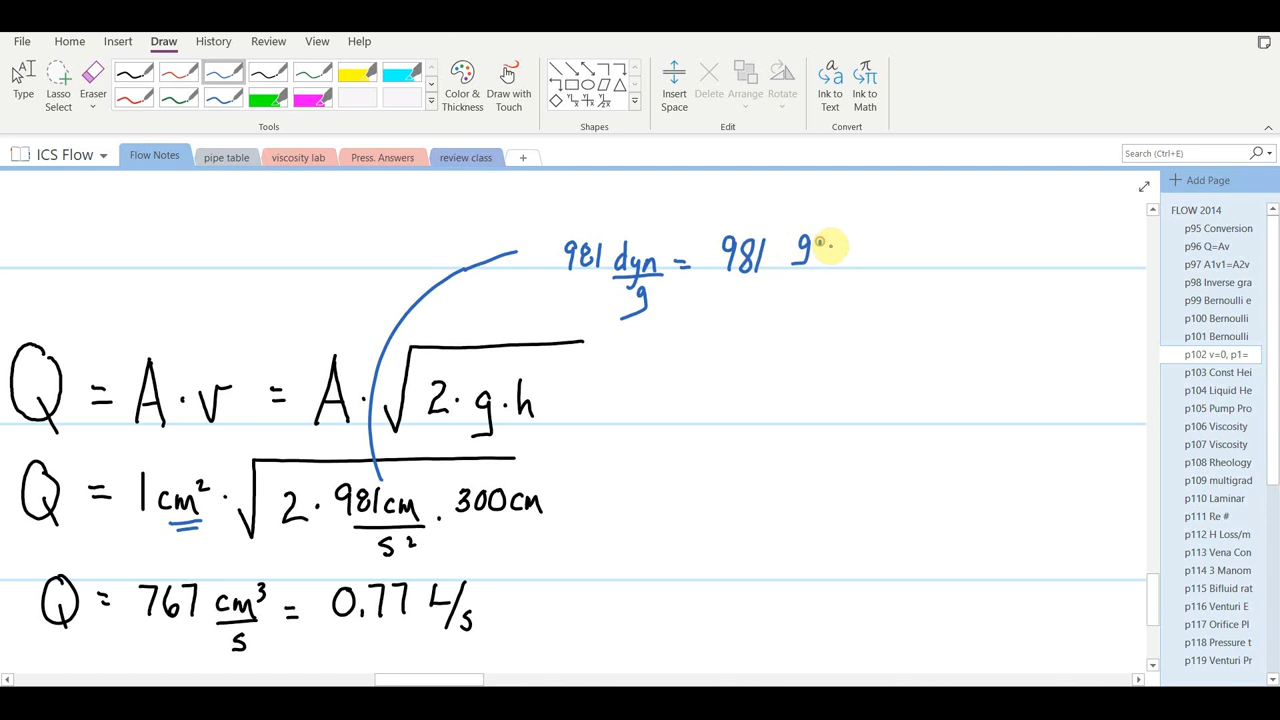 File Home Insert Draw History Review View Help
Type Lasso Select Eraser Color & Thickness Draw with Touch Insert Space Delete Arrange Rotate Ink to Text Ink to Math
Tools Shapes Edit Convert
ICS Flow Flow Notes pipe table viscosity lab Press. Answers review class + Search (Ctrl+E)
Add Page
FLOW 2014
p95 Conversion
p96 Q=Av
p97 A1v1=A2v
p98 Inverse gra
p99 Bernoulli e
p100 Bernoulli
p101 Bernoulli
p102 v=0, p1=
p103 Const Hei
p104 Liquid He
p105 Pump Pro
p106 Viscosity
p107 Viscosity
p108 Rheology
p109 multigrad
p110 Laminar
p111 Re #
p112 H Loss/m
p113 Vena Con
p114 3 Manom
p115 Bifluid rat
p116 Venturi E
p117 Orifice Pl
p118 Pressure t
p119 Venturi Pr
981 dyn/g = 981 g·
Q = A·v = A·√2·g·h
Q = 1cm²·√2·981cm/s²·300cm
Q = 767 cm³/s = 0.77 L/s